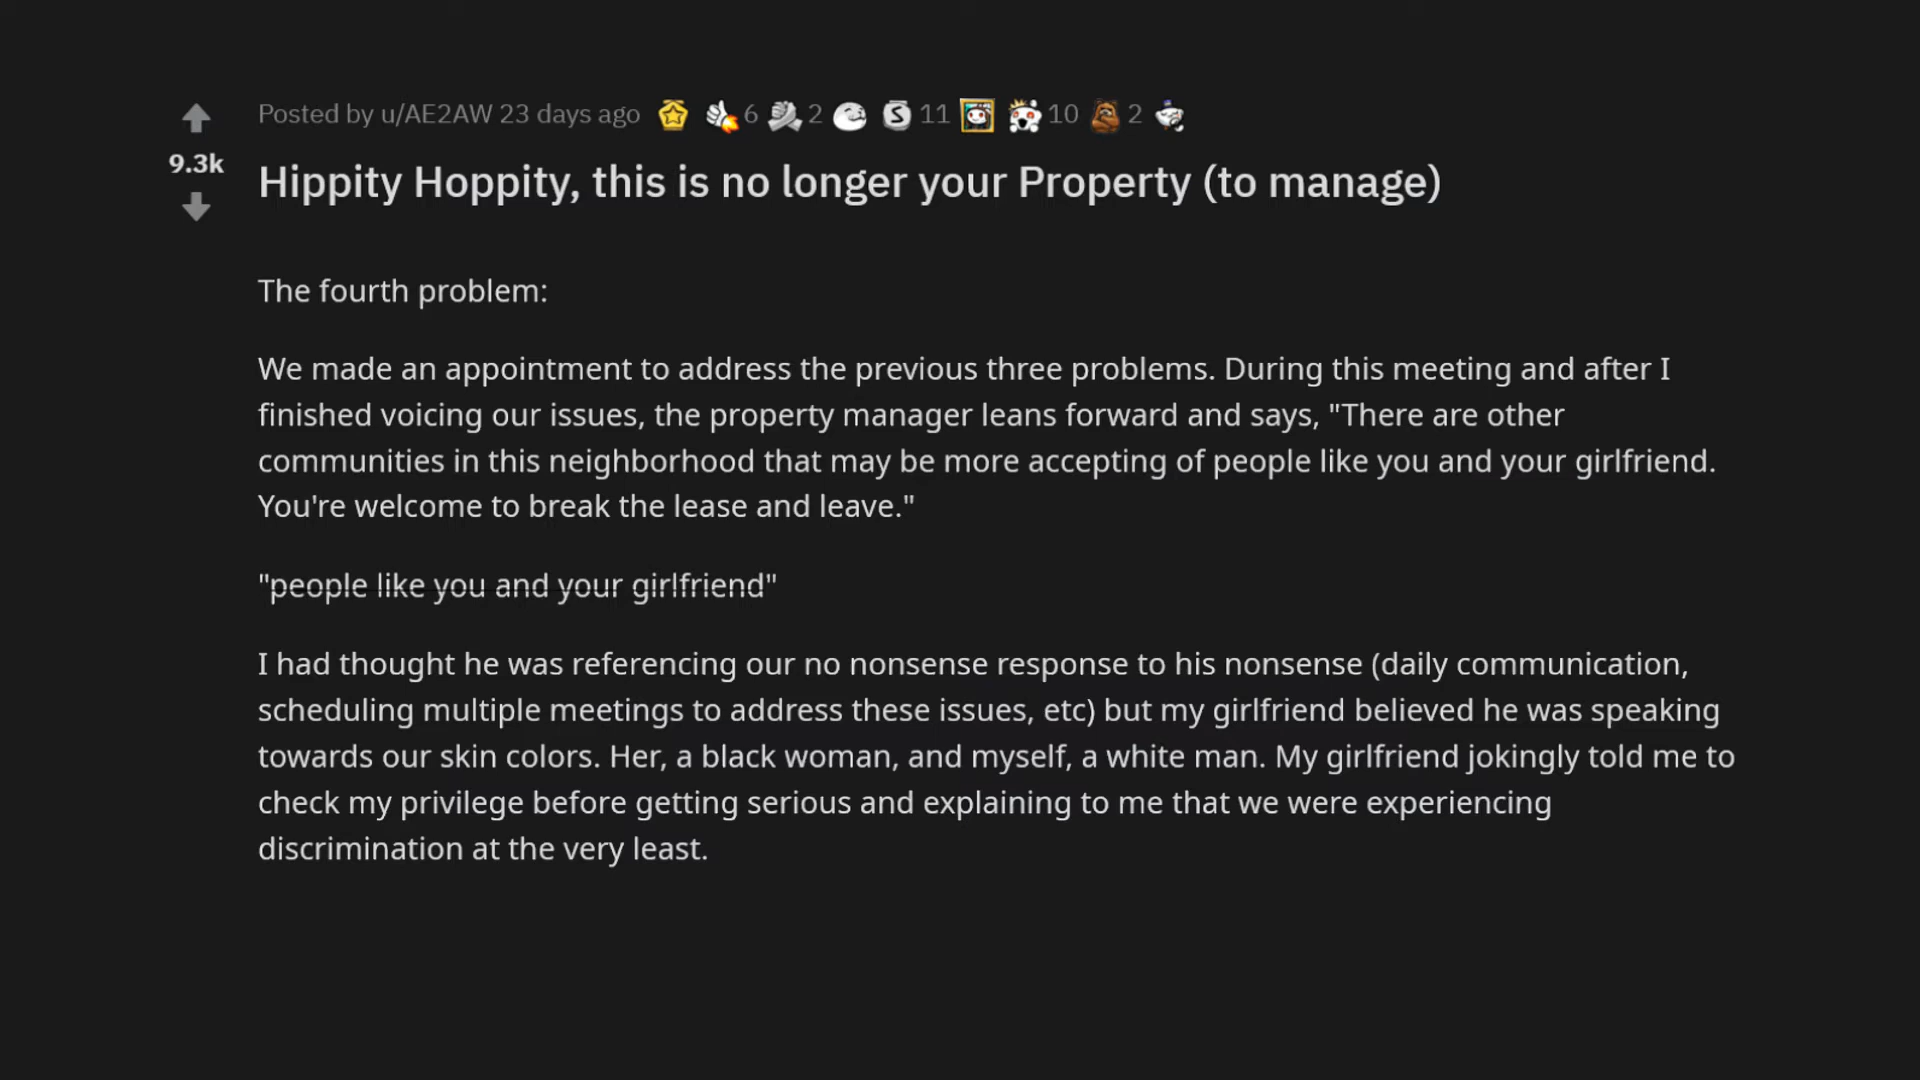 Posted by u/AE2AW 23 days ago 6 2 S 11 10 2
9.3k
Hippity Hoppity, this is no longer your Property (to manage)
The fourth problem:
We made an appointment to address the previous three problems. During this meeting and after I
finished voicing our issues, the property manager leans forward and says, "There are other
communities in this neighborhood that may be more accepting of people like you and your girlfriend.
You're welcome to break the lease and leave."
"people like you and your girlfriend"
I had thought he was referencing our no nonsense response to his nonsense (daily communication,
scheduling multiple meetings to address these issues, etc) but my girlfriend believed he was speaking
towards our skin colors. Her, a black woman, and myself, a white man. My girlfriend jokingly told me to
check my privilege before getting serious and explaining to me that we were experiencing
discrimination at the very least.